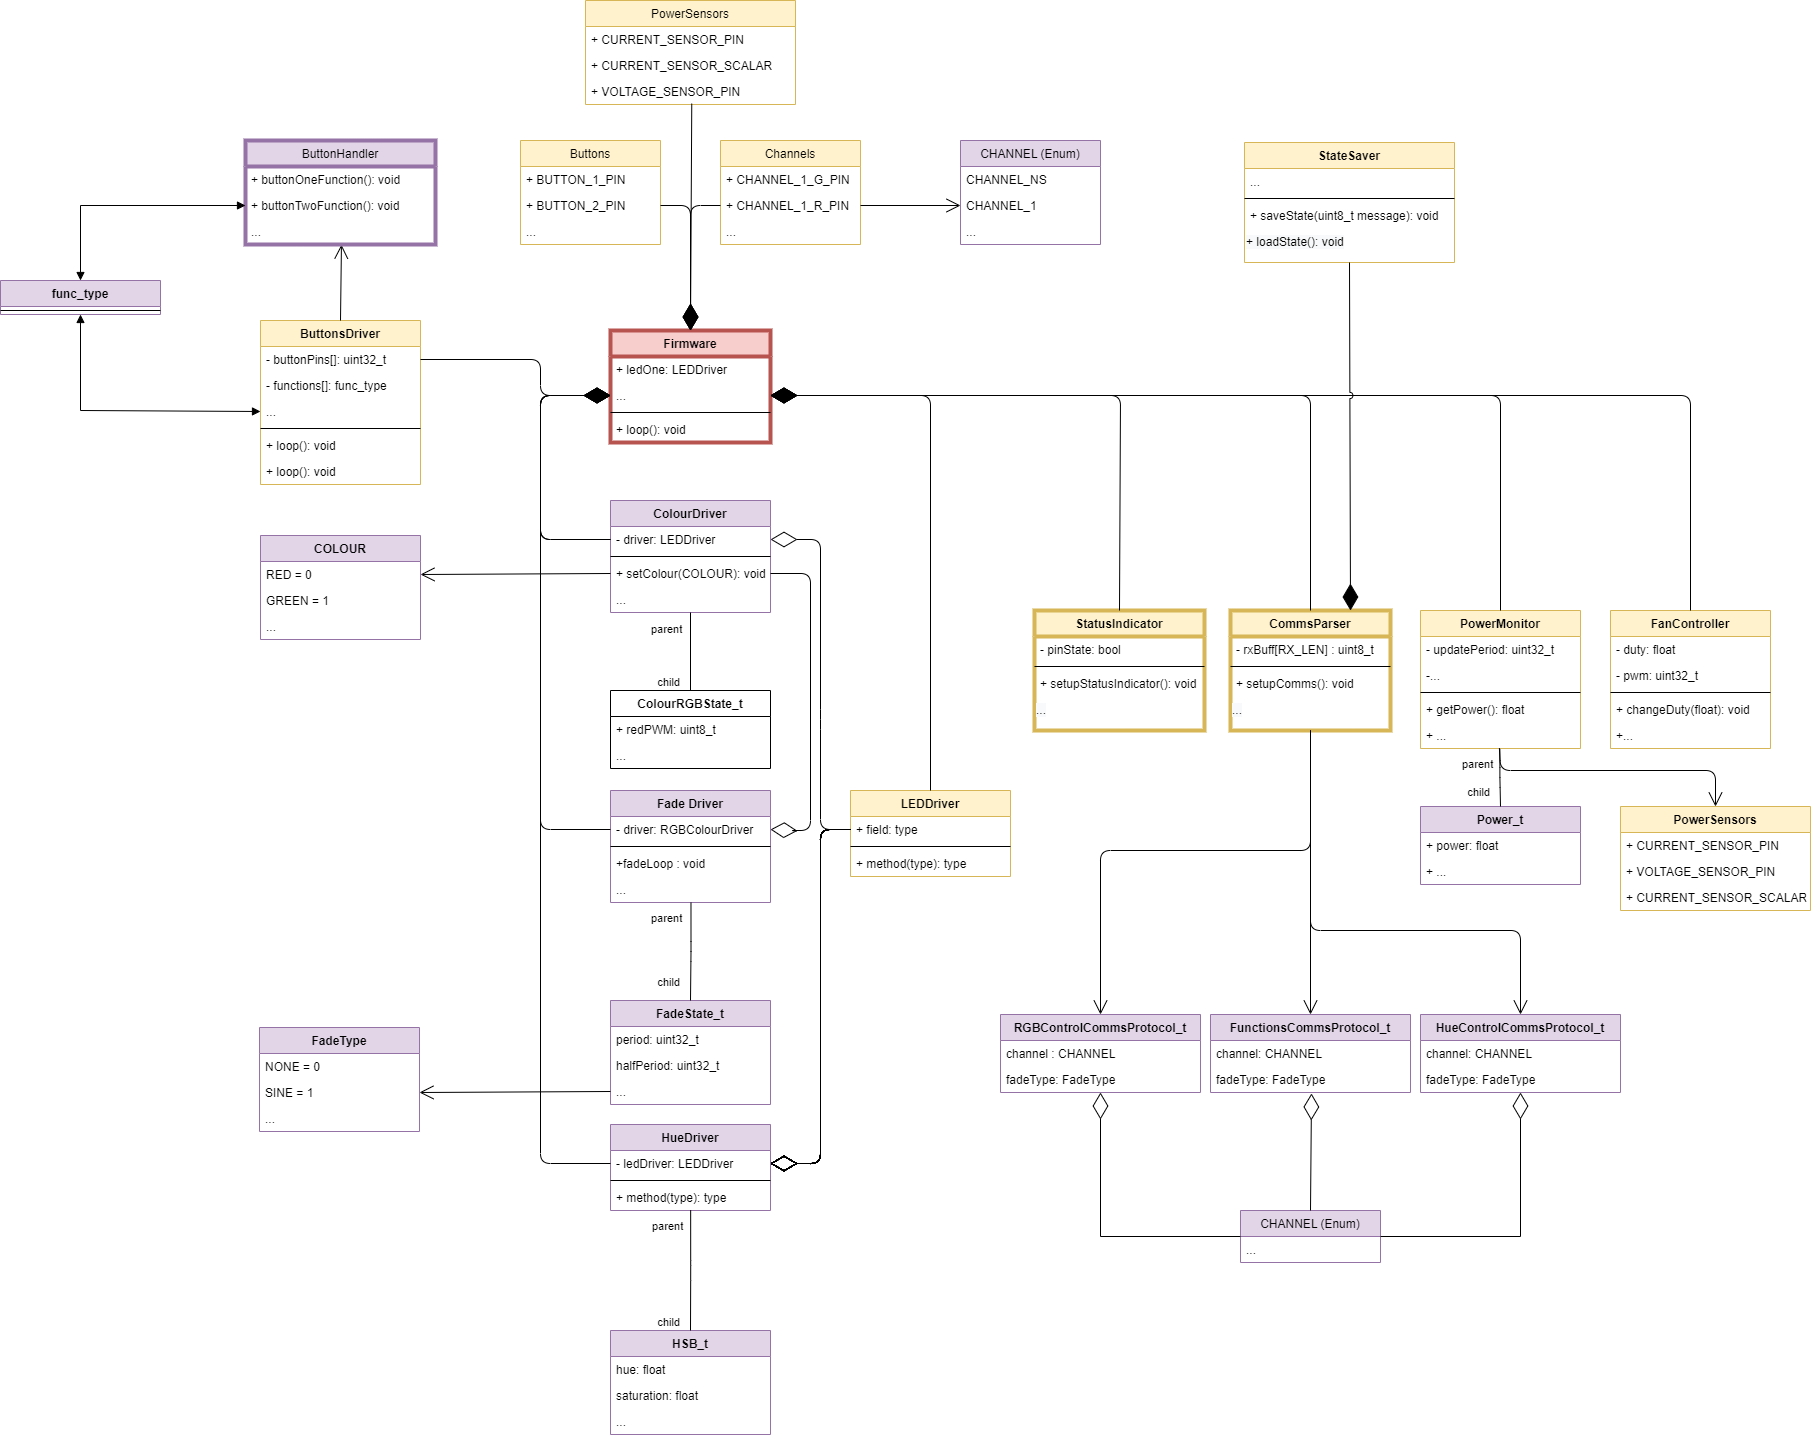 PowerSensors
+ CURRENT_SENSOR_PIN
+ CURRENT_SENSOR_SCALAR
+ VOLTAGE_SENSOR_PIN
ButtonHandler
+ buttonOneFunction(): void
+ buttonTwoFunction(): void
...
Buttons
+ BUTTON_1_PIN
+ BUTTON_2_PIN
...
Channels
+ CHANNEL_1_G_PIN
+ CHANNEL_1_R_PIN
...
CHANNEL (Enum)
CHANNEL_NS
CHANNEL_1
...
StateSaver
...
+ saveState(uint8_t message): void
+ loadState(): void
func_type
ButtonsDriver
- buttonPins[]: uint32_t
- functions[]: func_type
...
+ loop(): void
+ loop(): void
Firmware
+ ledOne: LEDDriver
...
+ loop(): void
ColourDriver
- driver: LEDDriver
+ setColour(COLOUR): void
...
COLOUR
RED = 0
GREEN = 1
...
parent
child
ColourRGBState_t
+ redPWM: uint8_t
...
StatusIndicator
- pinState: bool
+ setupStatusIndicator(): void
...
CommsParser
- rxBuff[RX_LEN] : uint8_t
+ setupComms(): void
...
PowerMonitor
- updatePeriod: uint32_t
-...
+ getPower(): float
+ ...
FanController
- duty: float
- pwm: uint32_t
+ changeDuty(float): void
+...
parent
child
Power_t
+ power: float
+ ...
PowerSensors
+ CURRENT_SENSOR_PIN
+ VOLTAGE_SENSOR_PIN
+ CURRENT_SENSOR_SCALAR
Fade Driver
- driver: RGBColourDriver
+fadeLoop : void
...
LEDDriver
+ field: type
+ method(type): type
parent
child
FadeState_t
period: uint32_t
halfPeriod: uint32_t
...
FadeType
NONE = 0
SINE = 1
...
RGBControlCommsProtocol_t
channel : CHANNEL
fadeType: FadeType
FunctionsCommsProtocol_t
channel: CHANNEL
fadeType: FadeType
HueControlCommsProtocol_t
channel: CHANNEL
fadeType: FadeType
HueDriver
- ledDriver: LEDDriver
+ method(type): type
parent
child
CHANNEL (Enum)
...
HSB_t
hue: float
saturation: float
...